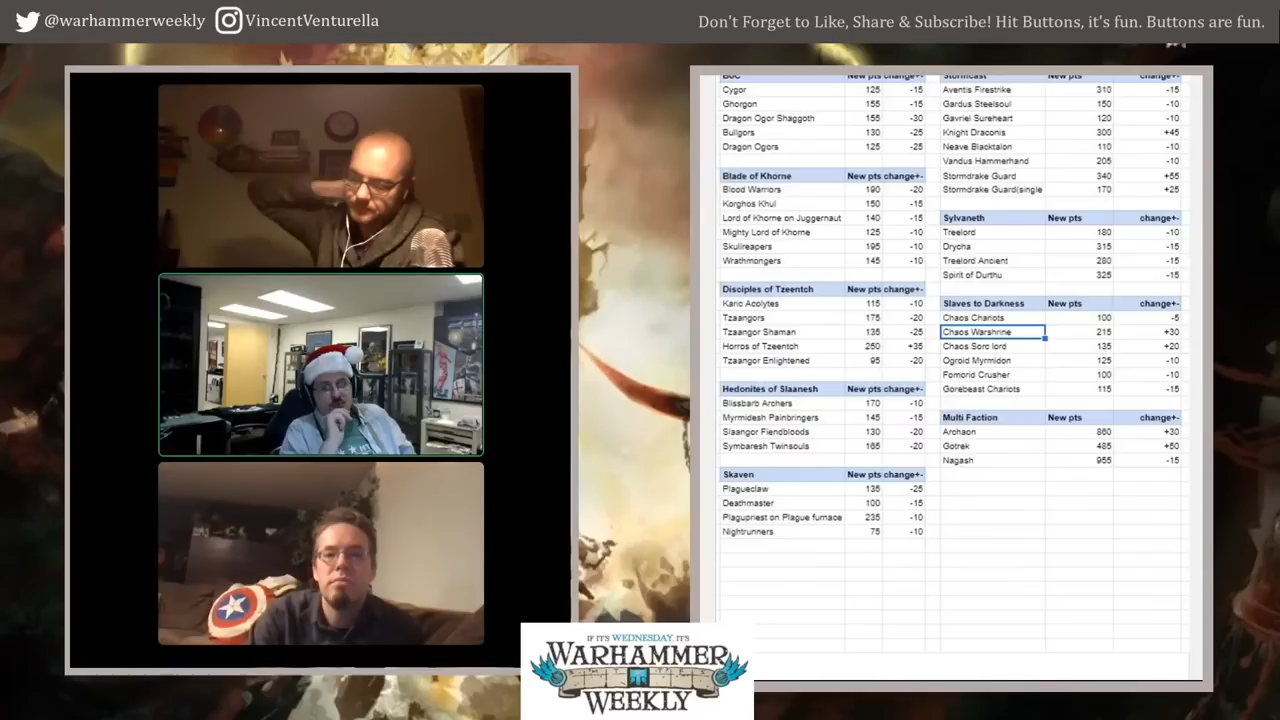 @warhammerweekly VincentVenturella
Don't Forget to Like, Share & Subscribe! Hit Buttons, it's fun. Buttons are fun.
BoC New pts change+-
Cygor 125 -15
Ghorgon 155 -15
Dragon Ogor Shaggoth 155 -30
Bullgors 130 -25
Dragon Ogors 125 -25
Blade of Khorne New pts change+-
Blood Warriors 190 -20
Korghos Khul 150 -15
Lord of Khorne on Juggernaut 140 -15
Mighty Lord of Khorne 125 -10
Skullreapers 195 -10
Wrathmongers 145 -10
Disciples of Tzeentch New pts change+-
Karic Acolytes 115 -10
Tzaangors 175 -20
Tzaangor Shaman 135 -25
Horros of Tzeentch 250 +35
Tzaangor Enlightened 95 -20
Hedonites of Slaanesh New pts change+-
Blissbarb Archers 170 -10
Myrmidesh Painbringers 145 -15
Slaangor Fiendbloods 130 -20
Symbaresh Twinsouls 165 -20
Skaven New pts change+-
Plagueclaw 135 -25
Deathmaster 100 -15
Plagupriest on Plague furnace 235 -10
Nightrunners 75 -10
Stormcast New pts change+-
Aventis Firestrike 310 -15
Gardus Steelsoul 150 -10
Gavriel Sureheart 120 -10
Knight Draconis 300 +45
Neave Blacktalon 110 -10
Vandus Hammerhand 205 -10
Stormdrake Guard 340 +55
Stormdrake Guard(single 170 +25
Sylvaneth New pts change+-
Treelord 180 -10
Drycha 315 -15
Treelord Ancient 280 -15
Spirit of Durthu 325 -15
Slaves to Darkness New pts change+-
Chaos Chariots 100 -5
Chaos Warshrine 215 +30
Chaos Sorc lord 135 +20
Ogroid Myrmidon 125 -10
Fomorid Crusher 100 -10
Gorebeast Chariots 115 -15
Multi Faction New pts change+-
Archaon 860 +30
Gotrek 485 +50
Nagash 955 -15
IF IT'S WEDNESDAY, IT'S
WARHAMMER
WEEKLY